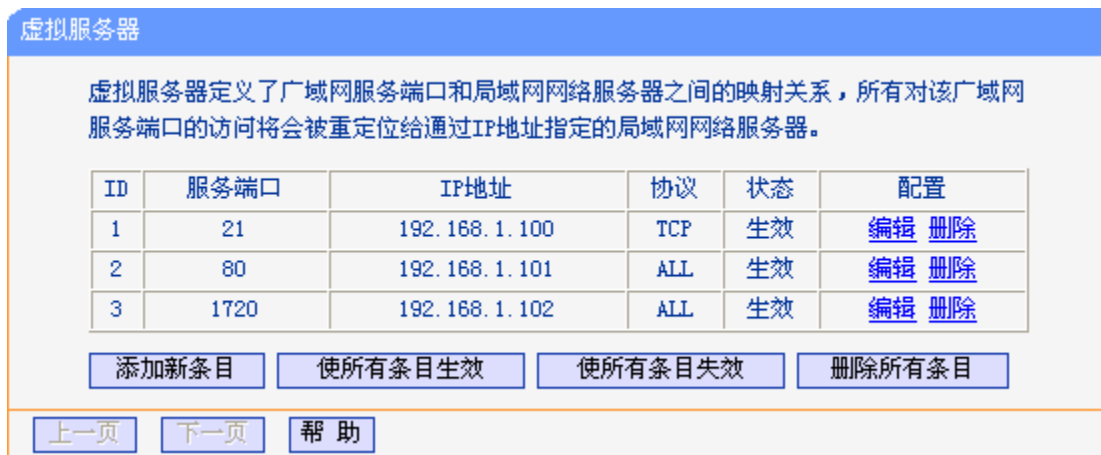 虚拟服务器
虚拟服务器定义了广域网服务端口和局域网网络服务器之间的映射关系，所有对该广域网
服务端口的访问将会被重定位给通过IP地址指定的局域网网络服务器。
ID 服务端口 IP地址 协议 状态 配置
1 21 192.168.1.100 TCP 生效 编辑 删除
2 80 192.168.1.101 ALL 生效 编辑 删除
3 1720 192.168.1.102 ALL 生效 编辑 删除
添加新条目 使所有条目生效 使所有条目失效 删除所有条目
上一页 下一页 帮 助